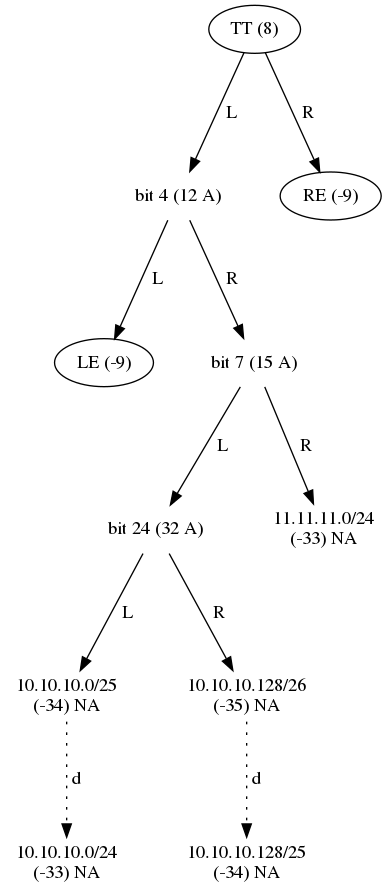 TT (8)
L
R
bit 4 (12 A)
RE (-9)
L
R
LE (-9)
bit 7 (15 A)
L
R
bit 24 (32 A)
11.11.11.0/24
(-33) NA
L
R
10.10.10.0/25
(-34) NA
10.10.10.128/26
(-35) NA
d
d
10.10.10.0/24
(-33) NA
10.10.10.128/25
(-34) NA